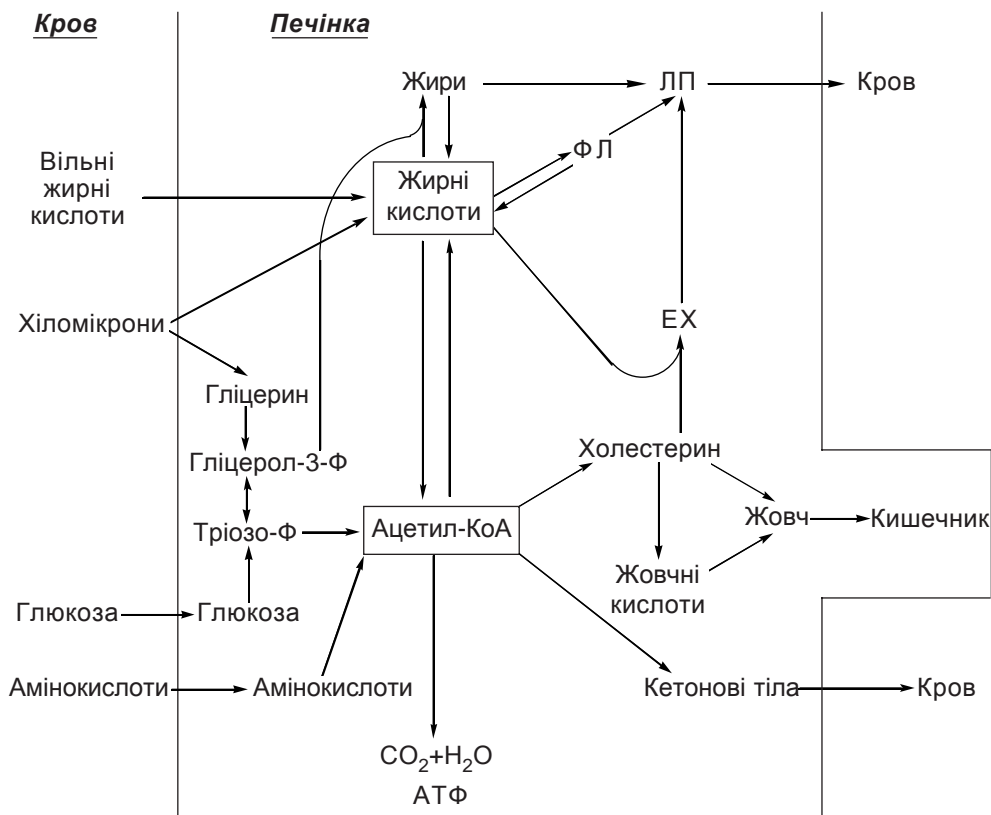 Кров
Печінка
Жири
ЛП
Кров
ФЛ
Вільні
жирні
кислоти
Жирні
кислоти
Хіломікрони
ЕХ
Гліцерин
Холестерин
Гліцерол-3-Ф
Тріозо-Ф
Ацетил-КоА
Жовч
Кишечник
Жовчні
кислоти
Глюкоза
Глюкоза
Амінокислоти
Амінокислоти
Кетонові тіла
Кров
CO₂+H₂O
АТФ